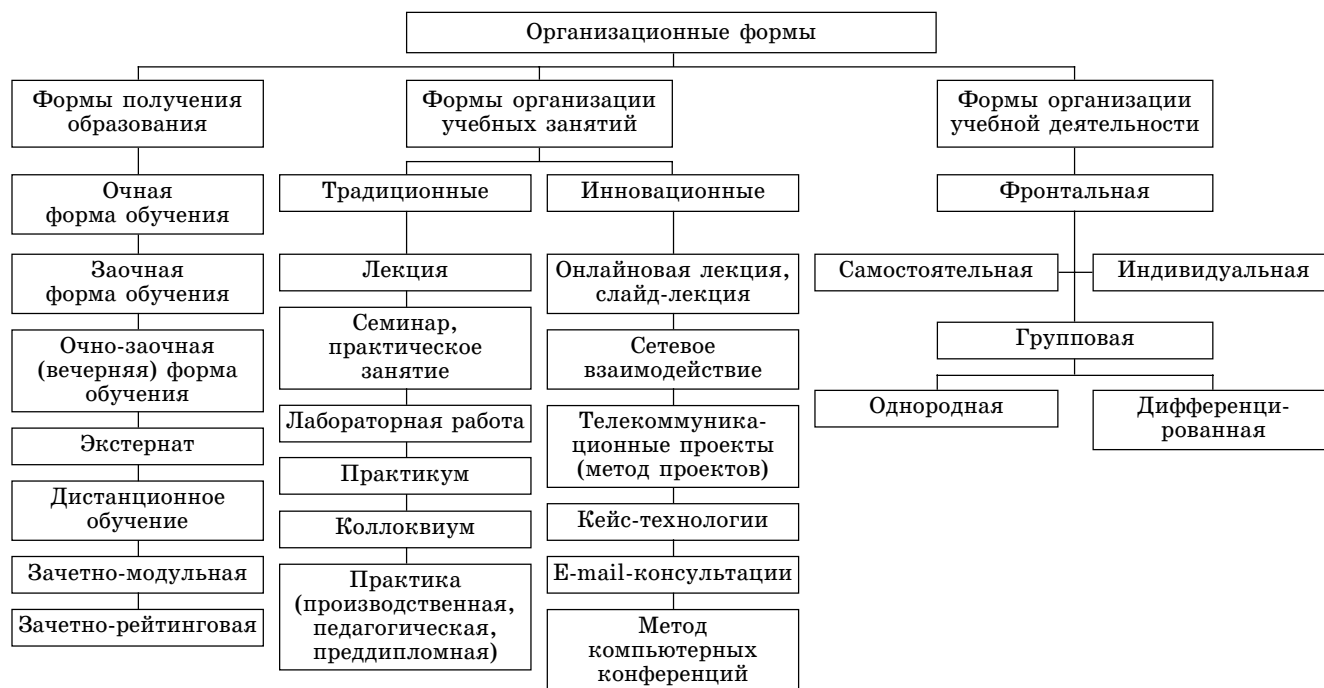 Организационные формы
Формы получения
образования
Формы организации
учебных занятий
Формы организации
учебной деятельности
Очная
форма обучения
Традиционные
Инновационные
Фронтальная
Заочная
форма обучения
Лекция
Онлайновая лекция,
слайд-лекция
Самостоятельная
Индивидуальная
Очно-заочная
(вечерняя) форма
обучения
Семинар,
практическое
занятие
Сетевое
взаимодействие
Групповая
Однородная
Дифференци-
рованная
Экстернат
Лабораторная работа
Телекоммуника-
ционные проекты
(метод проектов)
Дистанционное
обучение
Практикум
Коллоквиум
Кейс-технологии
Зачетно-модульная
Практика
(производственная,
педагогическая,
преддипломная)
E-mail-консультации
Зачетно-рейтинговая
Метод
компьютерных
конференций